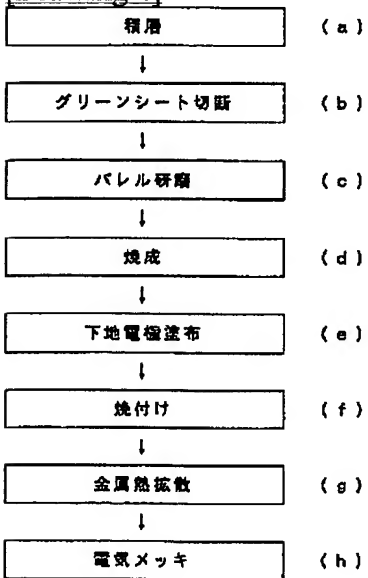 積層 (a)
↓
グリーンシート切断 (b)
↓
バレル研磨 (c)
↓
焼成 (d)
↓
下地電極塗布 (e)
↓
焼付け (f)
↓
金属熱拡散 (g)
↓
電気メッキ (h)